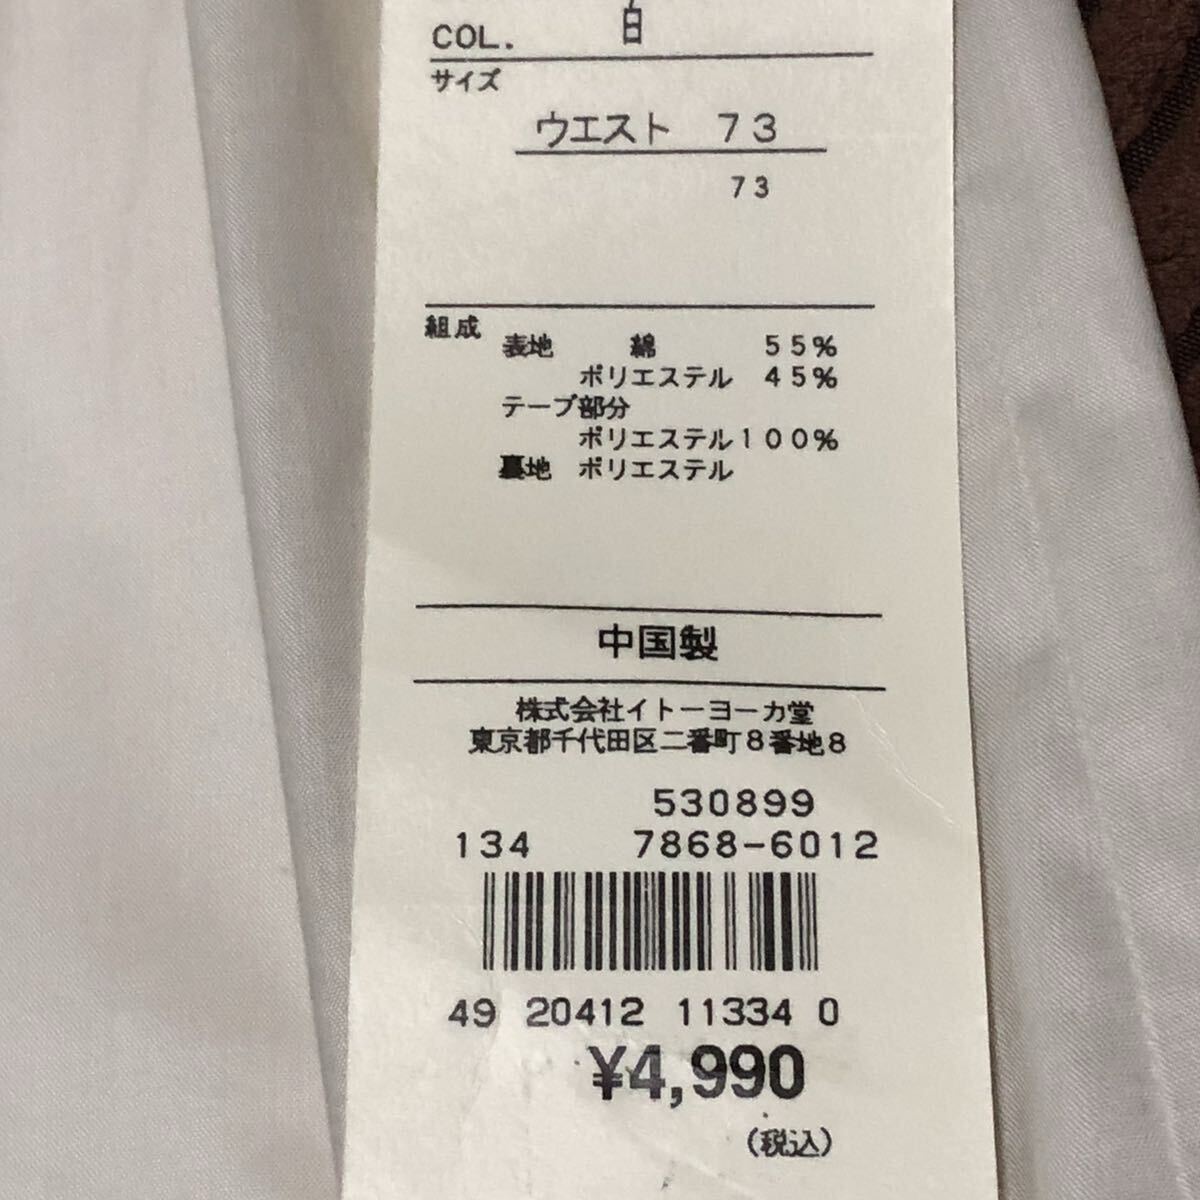 COL. 白
サイズ
ウエスト 73
73
組成
表地 綿 55%
ポリエステル 45%
テープ部分
ポリエステル100%
裏地 ポリエステル
中国製
株式会社イトーヨーカ堂
東京都千代田区二番町8番地8
530899
134 7868-6012
49 20412 11334 0
¥4,990
(税込)